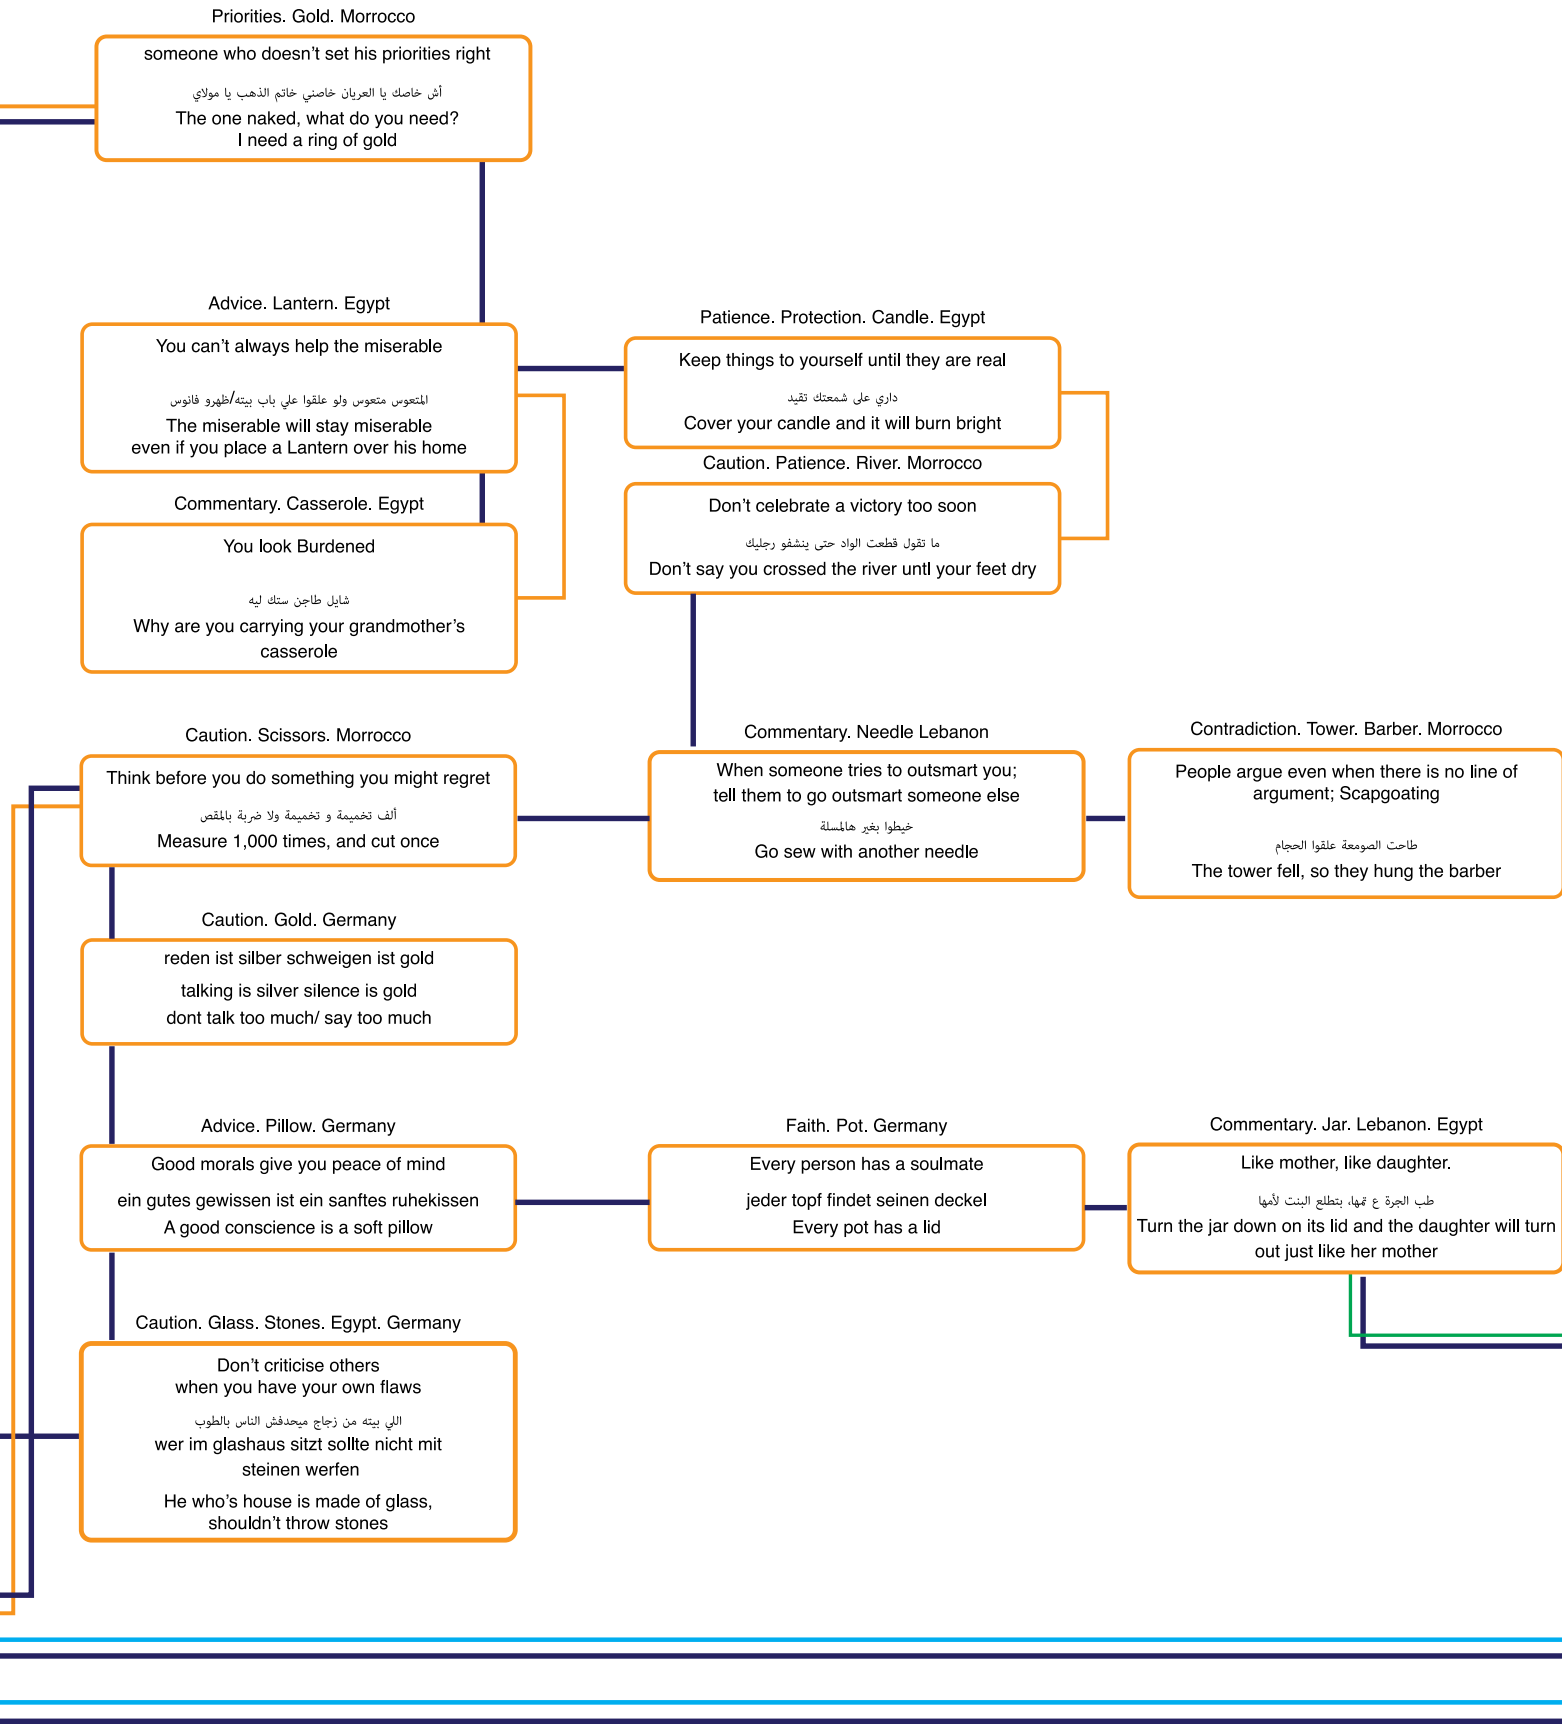 Priorities. Gold. Morrocco
someone who doesn't set his priorities right
أش خاصك يا العريان خاصني خاتم الذهب يا مولاي
The one naked, what do you need?
I need a ring of gold
Advice. Lantern. Egypt
You can't always help the miserable
المتعوس متعوس ولو علقوا علي باب بيته/ظهرو فانوس
The miserable will stay miserable
even if you place a Lantern over his home
Commentary. Casserole. Egypt
You look Burdened
شايل طاجن ستك ليه
Why are you carrying your grandmother's
casserole
Patience. Protection. Candle. Egypt
Keep things to yourself until they are real
داري على شمعتك تقيد
Cover your candle and it will burn bright
Caution. Patience. River. Morrocco
Don't celebrate a victory too soon
ما تقول قطعت الواد حتى ينشفو رجليك
Don't say you crossed the river untl your feet dry
Caution. Scissors. Morrocco
Think before you do something you might regret
ألف تخميمة و تخميمة ولا ضربة بالمقص
Measure 1,000 times, and cut once
Commentary. Needle Lebanon
When someone tries to outsmart you;
tell them to go outsmart someone else
خيطوا بغير هالمسلة
Go sew with another needle
Contradiction. Tower. Barber. Morrocco
People argue even when there is no line of
argument; Scapgoating
طاحت الصومعة علقوا الحجام
The tower fell, so they hung the barber
Caution. Gold. Germany
reden ist silber schweigen ist gold
talking is silver silence is gold
dont talk too much/ say too much
Advice. Pillow. Germany
Good morals give you peace of mind
ein gutes gewissen ist ein sanftes ruhekissen
A good conscience is a soft pillow
Faith. Pot. Germany
Every person has a soulmate
jeder topf findet seinen deckel
Every pot has a lid
Commentary. Jar. Lebanon. Egypt
Like mother, like daughter.
طب الجرة ع تمها، بتطلع البنت لأمها
Turn the jar down on its lid and the daughter will turn
out just like her mother
Caution. Glass. Stones. Egypt. Germany
Don't criticise others
when you have your own flaws
اللي بيته من زجاج ميحدفش الناس بالطوب
wer im glashaus sitzt sollte nicht mit
steinen werfen
He who's house is made of glass,
shouldn't throw stones